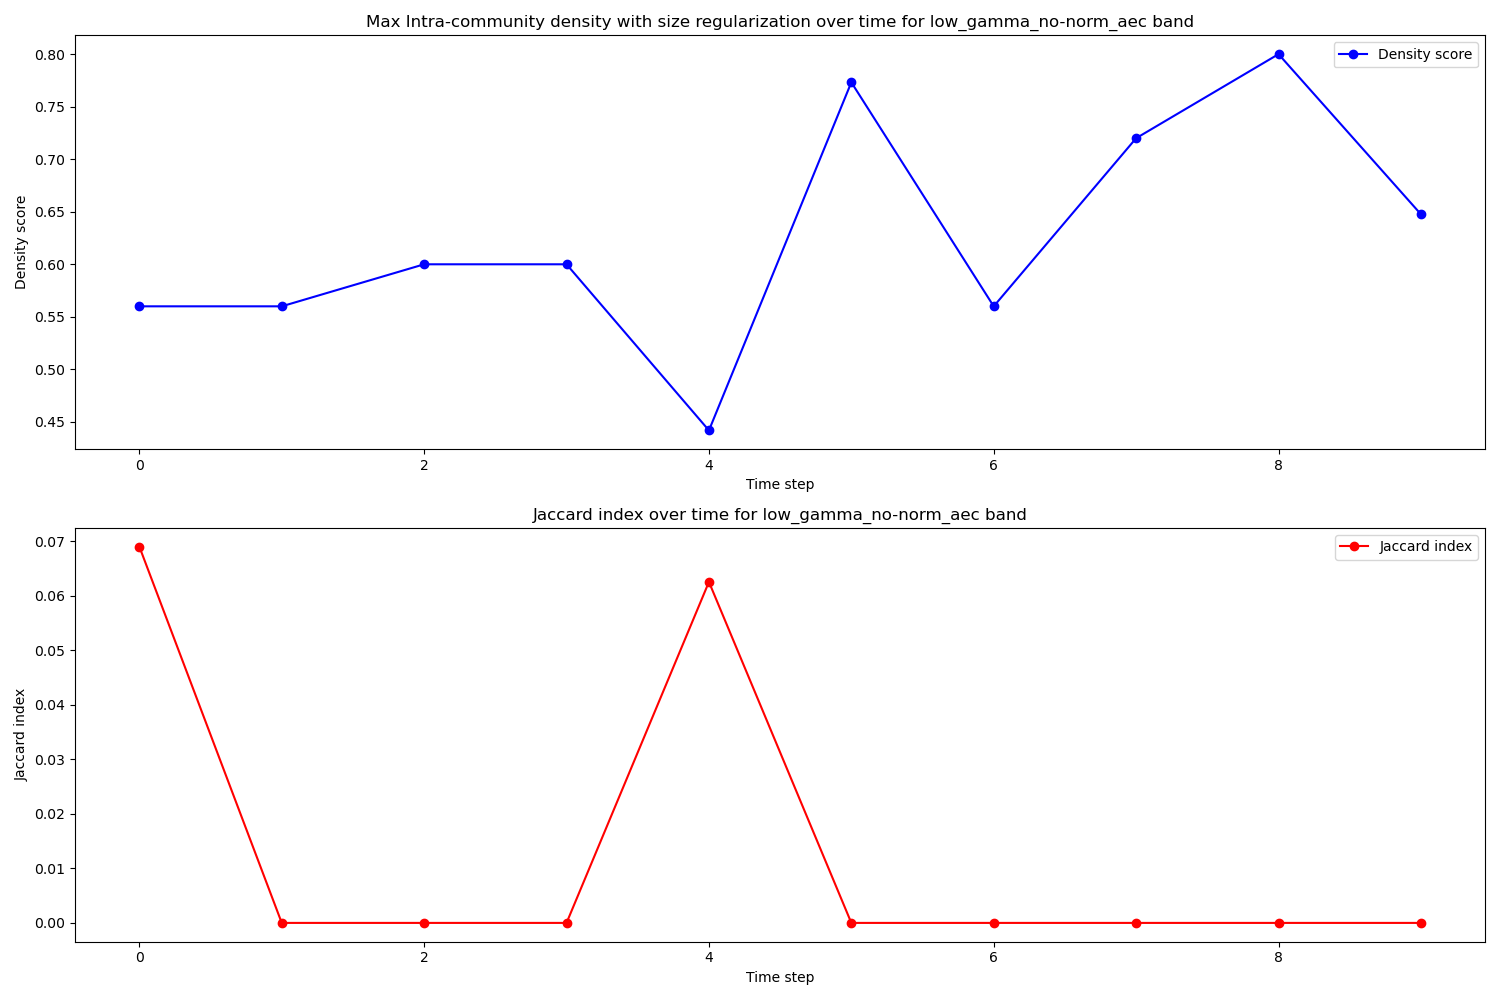 Max Intra-community density with size regularization over time for low_gamma_no-norm_aec band
Density score
0.80
0.75
0.70
0.65
0.60
0.55
0.50
0.45
Density score
0 2 4 6 8
Time step
Jaccard index over time for low_gamma_no-norm_aec band
Jaccard index
0.07
0.06
0.05
0.04
0.03
0.02
0.01
0.00
Jaccard index
0 2 4 6 8
Time step